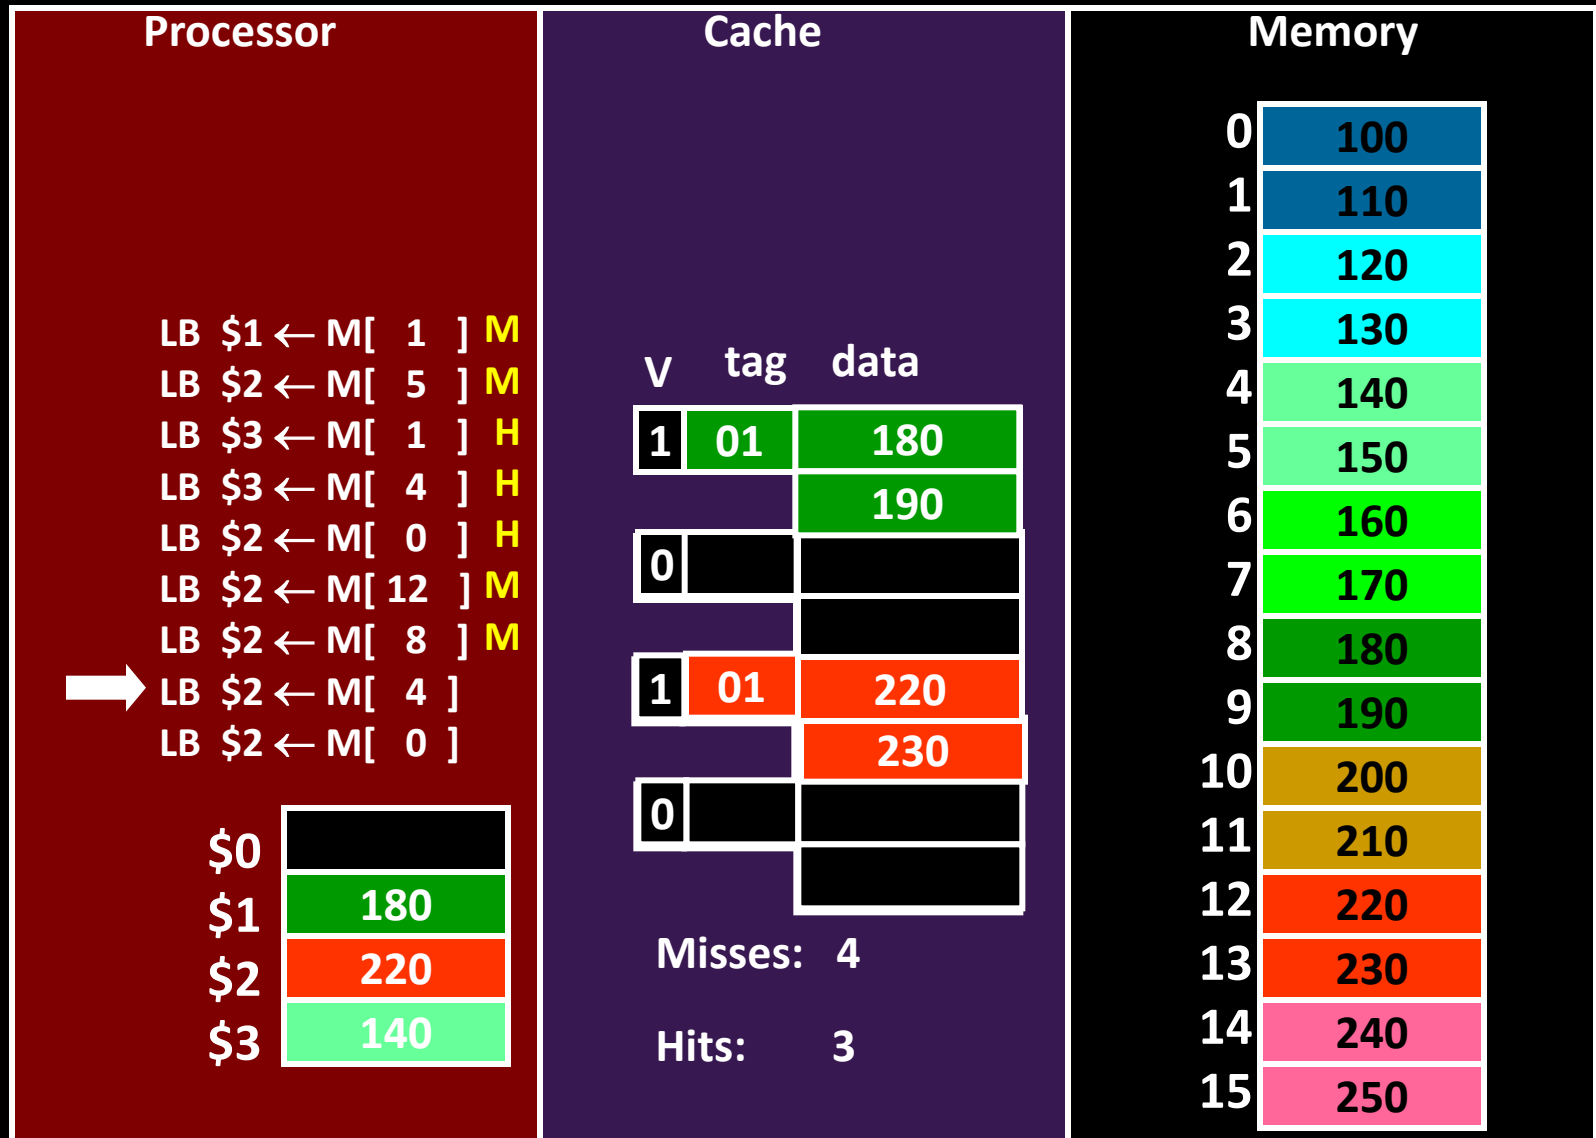 Processor
LB $1 ← M[ 1 ] M
LB $2 ← M[ 5 ] M
LB $3 ← M[ 1 ] H
LB $3 ← M[ 4 ] H
LB $2 ← M[ 0 ] H
LB $2 ← M[ 12 ] M
LB $2 ← M[ 8 ] M
LB $2 ← M[ 4 ]
LB $2 ← M[ 0 ]
$0
$1 180
$2 220
$3 140
Cache
V tag data
1 01 180
190
0
1 01 220
230
0
Misses: 4
Hits: 3
Memory
0 100
1 110
2 120
3 130
4 140
5 150
6 160
7 170
8 180
9 190
10 200
11 210
12 220
13 230
14 240
15 250